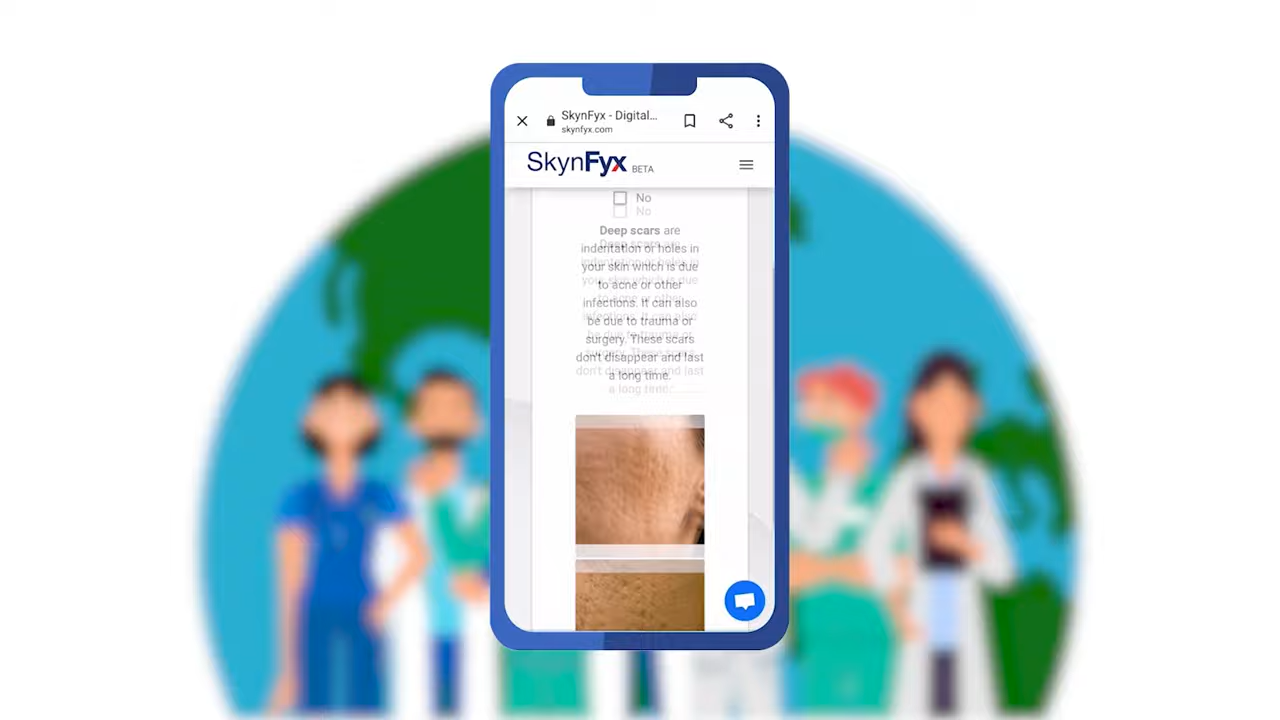 SkynFyx - Digital...
skynfyx.com
SkynFyx BETA
No
No
Deep scars are
indentation or holes in
your skin which is due
to acne or other
infections. It can also
be due to trauma or
surgery. These scars
don't disappear and last
a long time.